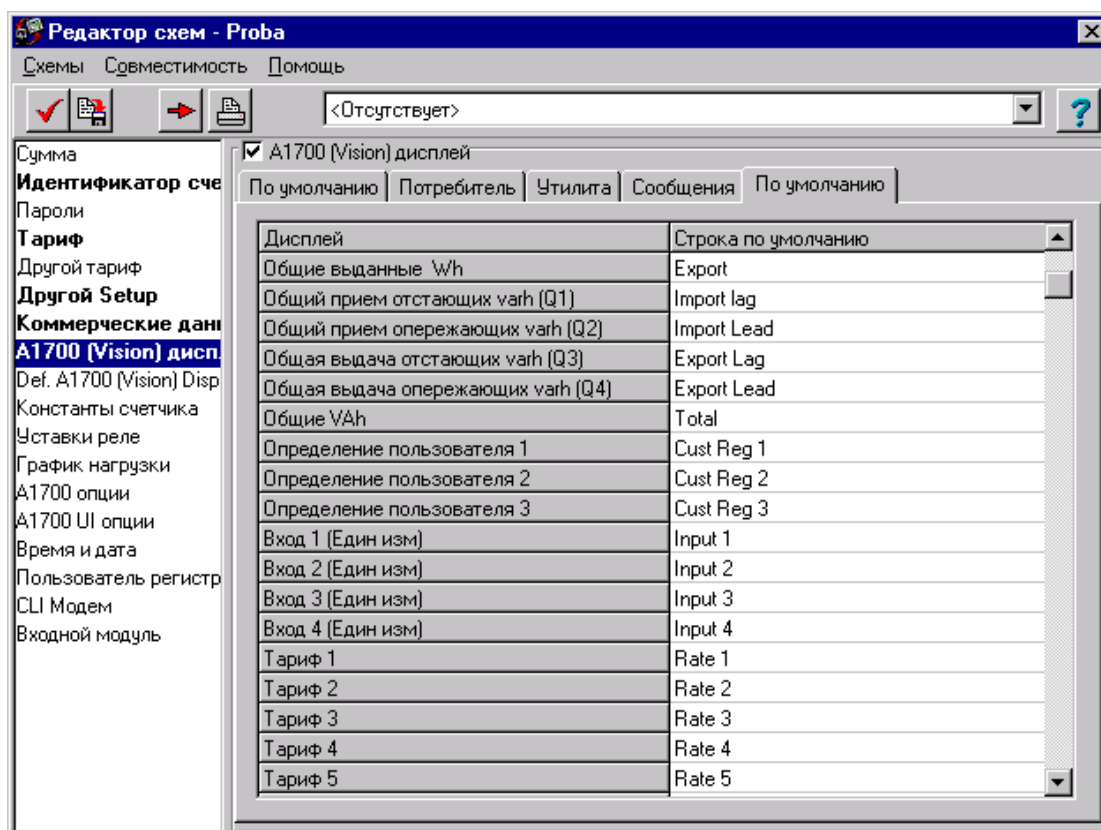 Редактор схем - Proba
Схемы Совместимость Помощь
<Отсутствует>
Сумма
Идентификатор сче
Пароли
Тариф
Другой тариф
Другой Setup
Коммерческие данн
A1700 (Vision) дисп.
Def. A1700 (Vision) Disp
Константы счетчика
Уставки реле
График нагрузки
A1700 опции
A1700 UI опции
Время и дата
Пользователь регистр
CLI Модем
Входной модуль
A1700 (Vision) дисплей
По умолчанию Потребитель Утилита Сообщения По умолчанию
Дисплей Строка по умолчанию
Общие выданные Wh Export
Общий прием отстающих varh (Q1) Import lag
Общий прием опережающих varh (Q2) Import Lead
Общая выдача отстающих varh (Q3) Export Lag
Общая выдача опережающих varh (Q4) Export Lead
Общие VAh Total
Определение пользователя 1 Cust Reg 1
Определение пользователя 2 Cust Reg 2
Определение пользователя 3 Cust Reg 3
Вход 1 (Един изм) Input 1
Вход 2 (Един изм) Input 2
Вход 3 (Един изм) Input 3
Вход 4 (Един изм) Input 4
Тариф 1 Rate 1
Тариф 2 Rate 2
Тариф 3 Rate 3
Тариф 4 Rate 4
Тариф 5 Rate 5